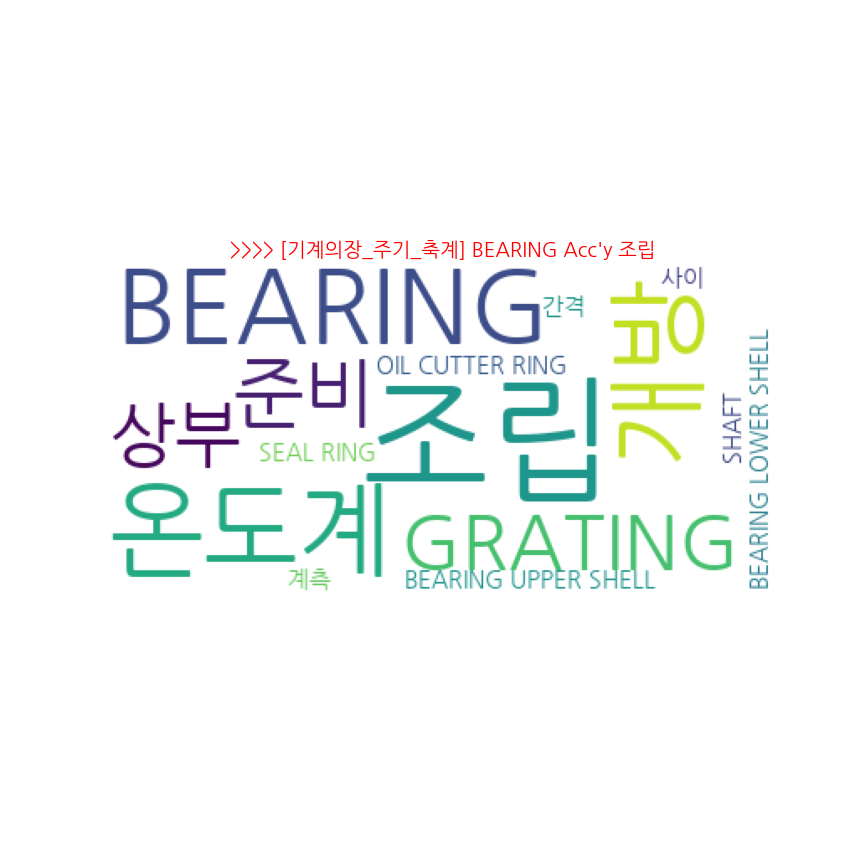 >>>> [기계의장_주기_축계] BEARING Acc'y 조립
BEARING
간격
사이
개방
준비
OIL CUTTER RING
상부
SEAL RING
조립
SHAFT
BEARING LOWER SHELL
온도계
GRATING
계측
BEARING UPPER SHELL